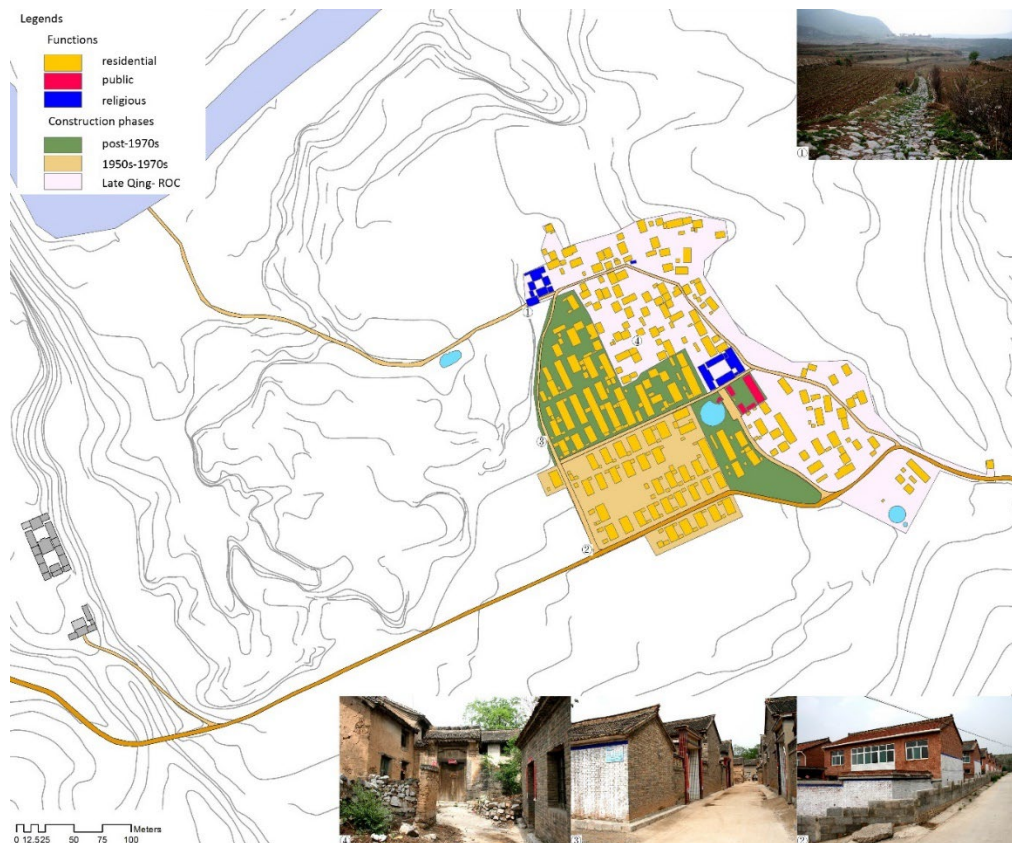 Legends
Functions
residential
public
religious
Construction phases
post-1970s
1950s-1970s
Late Qing- ROC
①
①
④
③
②
Meters
0 12.525 50 75 100
④
③
②